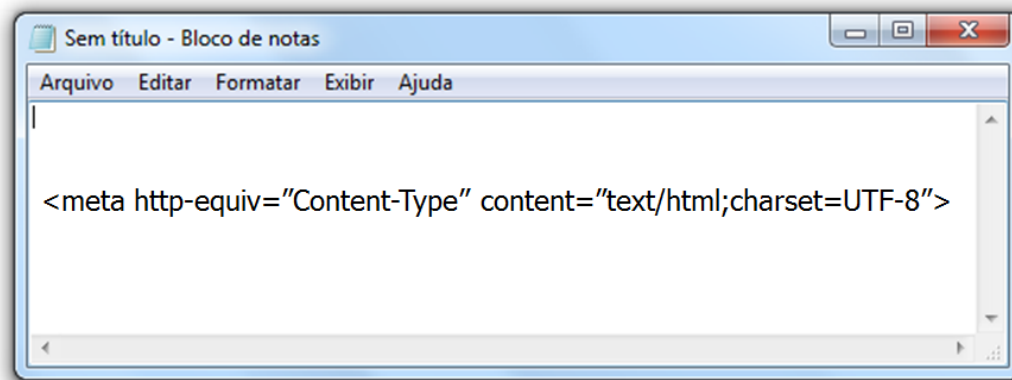 Sem título - Bloco de notas
Arquivo Editar Formatar Exibir Ajuda
<meta http-equiv=”Content-Type” content=”text/html;charset=UTF-8”>